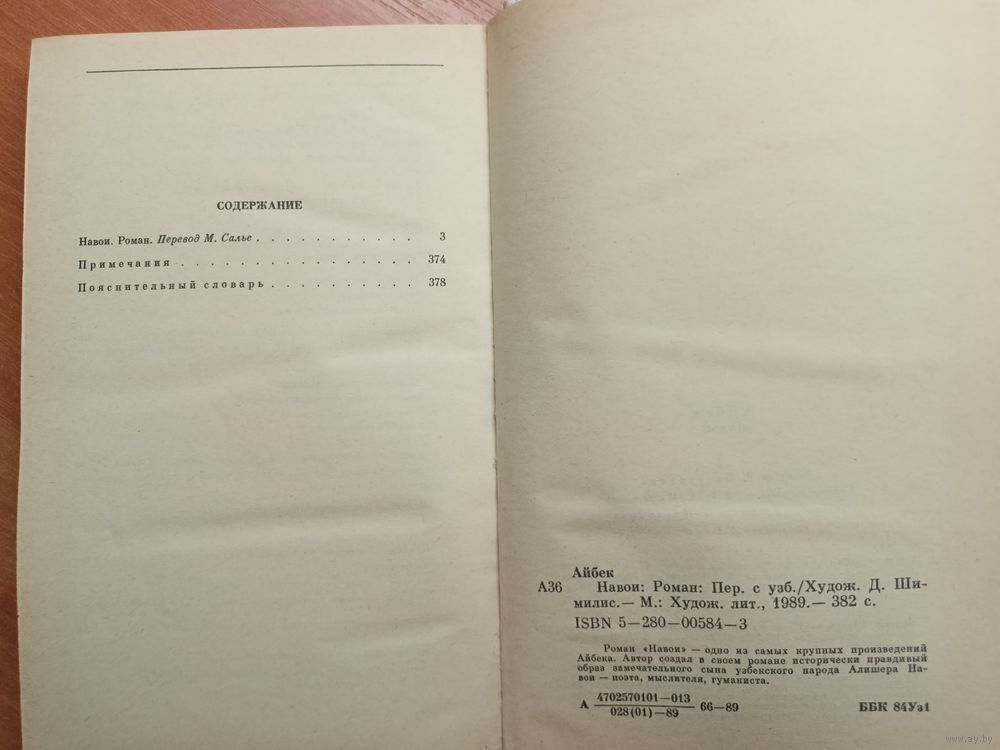 СОДЕРЖАНИЕ
Навои. Роман. Перевод М. Салье . . . . . . . . . . . 3
Примечания . . . . . . . . . . . . . . . . 374
Пояснительный словарь . . . . . . . . . . 378
Айбек
А36 Навои: Роман: Пер. с узб./Худож. Д. Ши-
милис.— М.: Худож. лит., 1989.— 382 с.
ISBN 5—280—00584—3
Роман «Навои» — одно из самых крупных произведений
Айбека. Автор создал в своем романе исторически правдивый
образ замечательного сына узбекского народа Алишера На-
вои — поэта, мыслителя, гуманиста.
А 4702570101—013
028(01)—89 66—89 ББК 84Уз1
www.ay.by